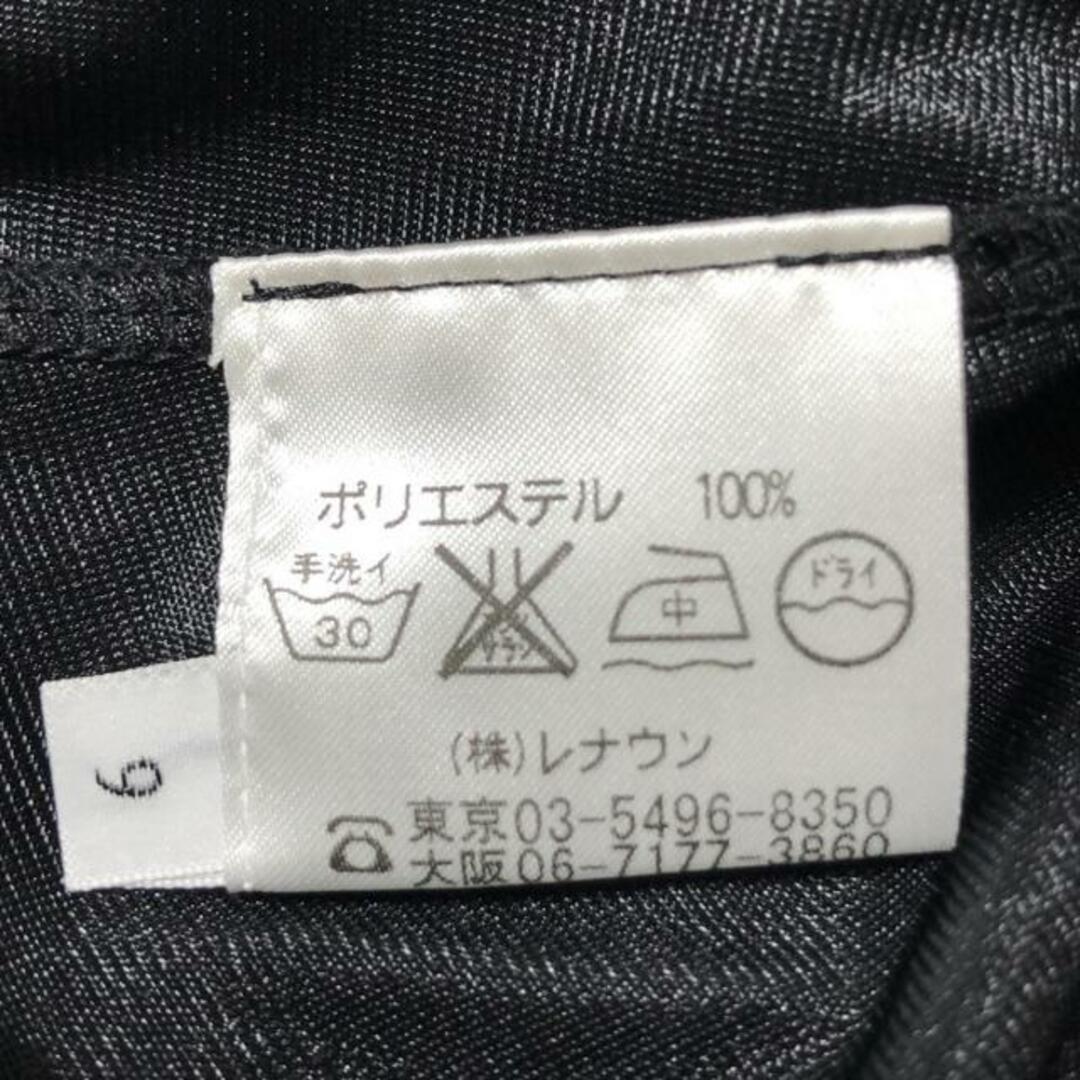 ポリエステル 100%
手洗イ
30
中
ドライ
(株)レナウン
東京03-5496-8350
大阪06-7177-3860